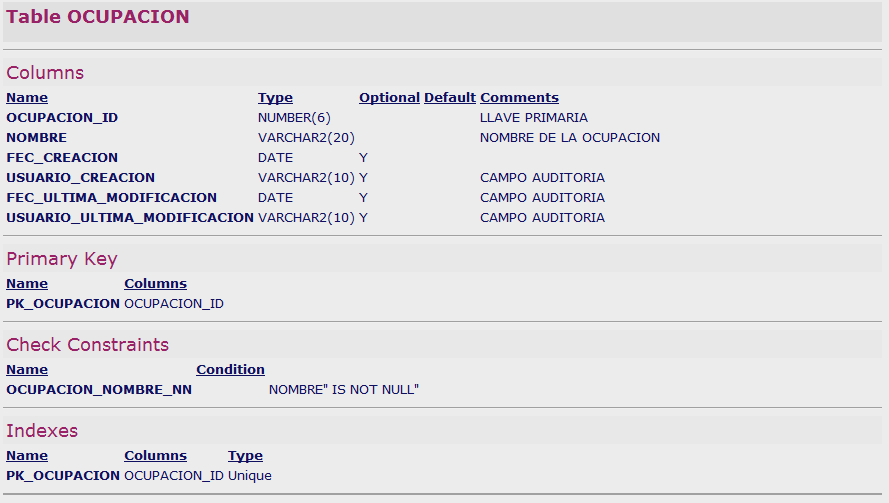 Table OCUPACION
Columns
Name Type Optional Default Comments
OCUPACION_ID NUMBER(6) LLAVE PRIMARIA
NOMBRE VARCHAR2(20) NOMBRE DE LA OCUPACION
FEC_CREACION DATE Y
USUARIO_CREACION VARCHAR2(10) Y CAMPO AUDITORIA
FEC_ULTIMA_MODIFICACION DATE Y CAMPO AUDITORIA
USUARIO_ULTIMA_MODIFICACION VARCHAR2(10) Y CAMPO AUDITORIA
Primary Key
Name Columns
PK_OCUPACION OCUPACION_ID
Check Constraints
Name Condition
OCUPACION_NOMBRE_NN NOMBRE" IS NOT NULL"
Indexes
Name Columns Type
PK_OCUPACION OCUPACION_ID Unique